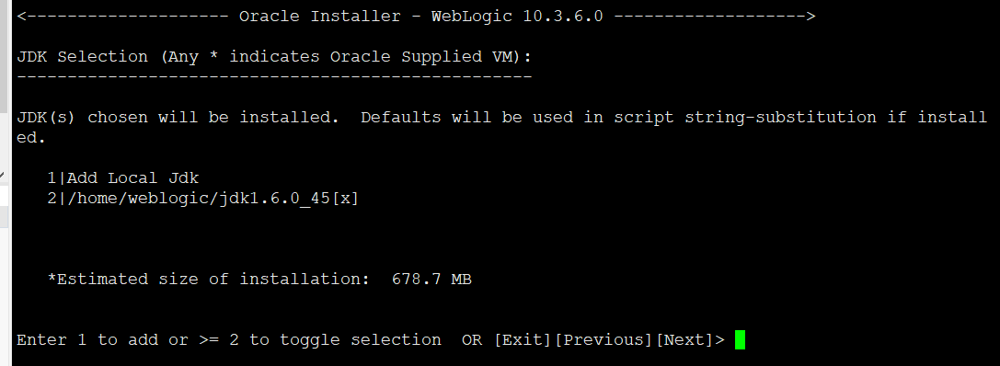 <-------------------- Oracle Installer - WebLogic 10.3.6.0 ------------------->
JDK Selection (Any * indicates Oracle Supplied VM):
---------------------------------------------------
JDK(s) chosen will be installed.  Defaults will be used in script string-substitution if install
ed.
   1|Add Local Jdk
   2|/home/weblogic/jdk1.6.0_45[x]
   *Estimated size of installation:  678.7 MB
Enter 1 to add or >= 2 to toggle selection  OR [Exit][Previous][Next]>